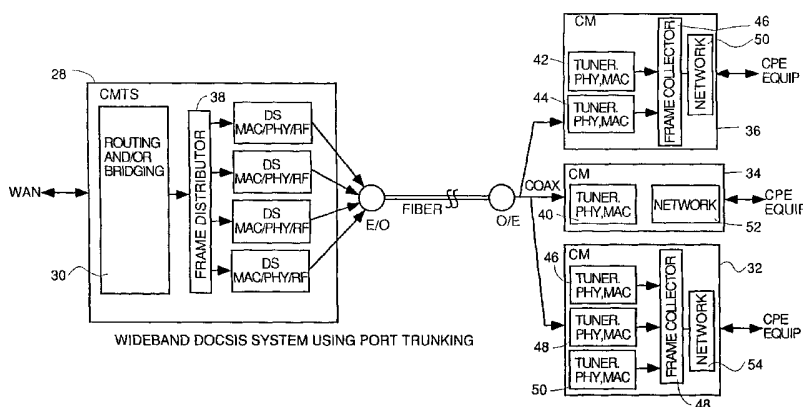 28
CMTS
ROUTING
AND/OR
BRIDGING
30
38
FRAME DISTRIBUTOR
DS
MAC/PHY/RF
DS
MAC/PHY/RF
DS
MAC/PHY/RF
DS
MAC/PHY/RF
WAN
E/O
FIBER
O/E
COAX
WIDEBAND DOCSIS SYSTEM USING PORT TRUNKING
CM
42
TUNER.
PHY,MAC
44
TUNER.
PHY,MAC
FRAME COLLECTOR
NETWORK
46
50
CPE
EQUIP
36
CM
TUNER.
PHY,MAC
40
NETWORK
52
34
CPE
EQUIP
CM
46
TUNER.
PHY,MAC
48
TUNER.
PHY,MAC
50
TUNER.
PHY,MAC
FRAME COLLECTOR
48
NETWORK
54
32
CPE
EQUIP